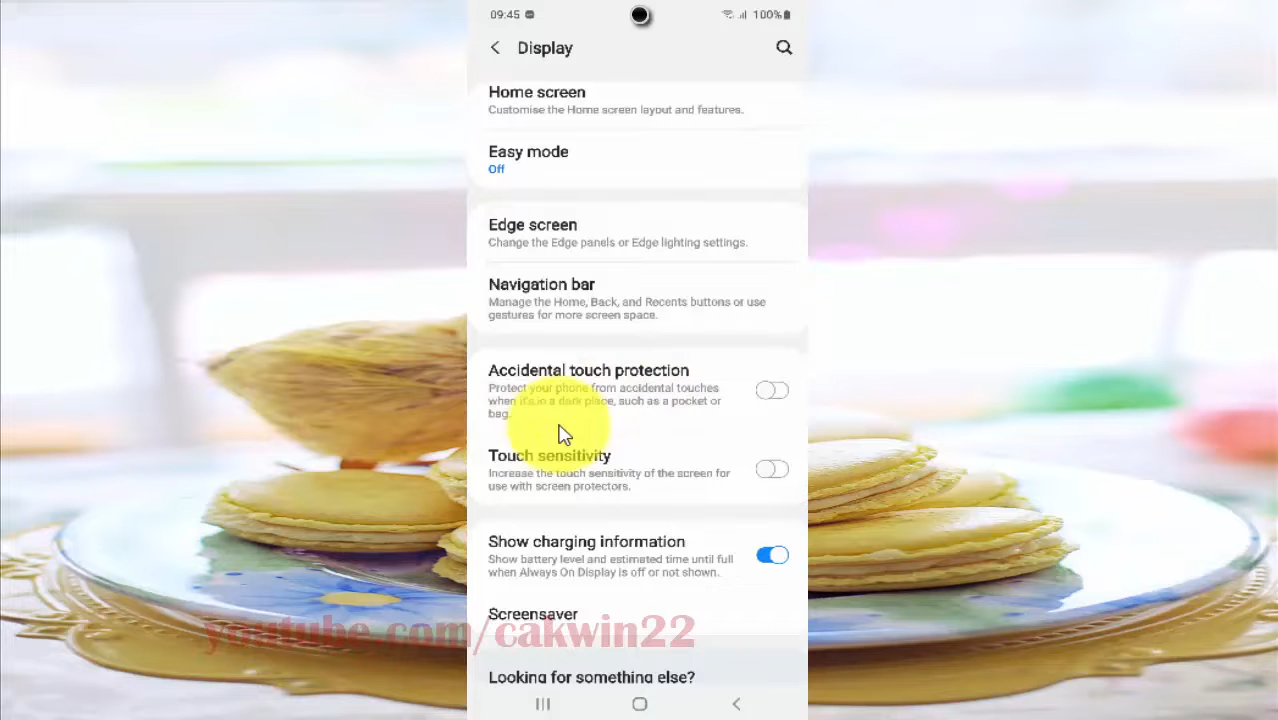 09:45
100%
Display
Home screen
Customise the Home screen layout and features.
Easy mode
Off
Edge screen
Change the Edge panels or Edge lighting settings.
Navigation bar
Manage the Home, Back, and Recents buttons or use
gestures for more screen space.
Accidental touch protection
Protect your phone from accidental touches
when it's in a dark place, such as a pocket or
bag.
Touch sensitivity
Increase the touch sensitivity of the screen for
use with screen protectors.
Show charging information
Show battery level and estimated time until full
when Always On Display is off or not shown.
Screensaver
youtube.com/cakwin22
Looking for something else?